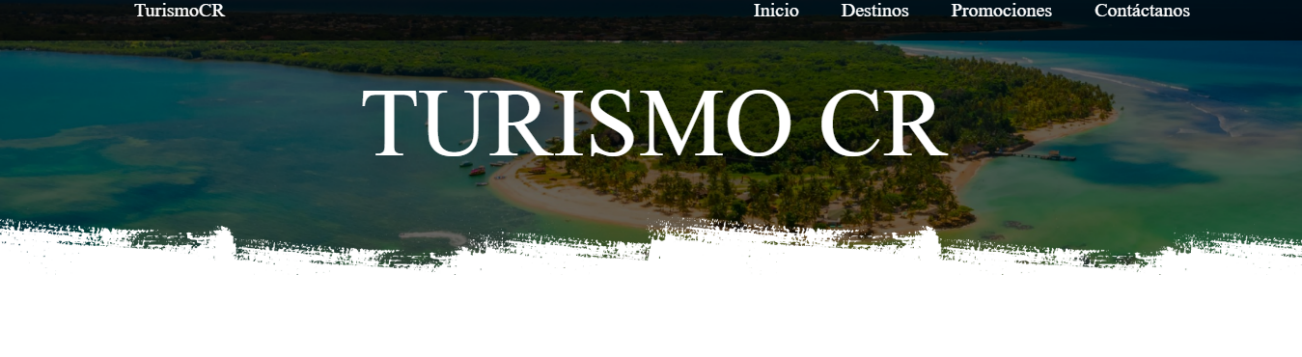 TurismoCR Inicio Destinos Promociones Contáctanos
TURISMO CR